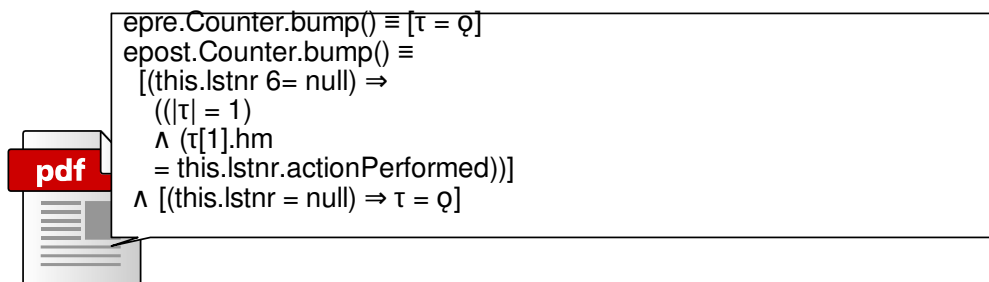 epre.Counter.bump() ≡ [τ = ǫ]
epost.Counter.bump() ≡
[(this.lstnr 6= null) ⇒
((|τ| = 1)
∧ (τ[1].hm
= this.lstnr.actionPerformed))]
∧ [(this.lstnr = null) ⇒ τ = ǫ]
pdf